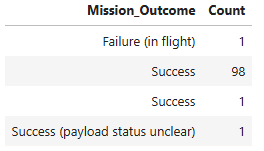 Mission_Outcome Count
Failure (in flight) 1
Success 98
Success 1
Success (payload status unclear) 1